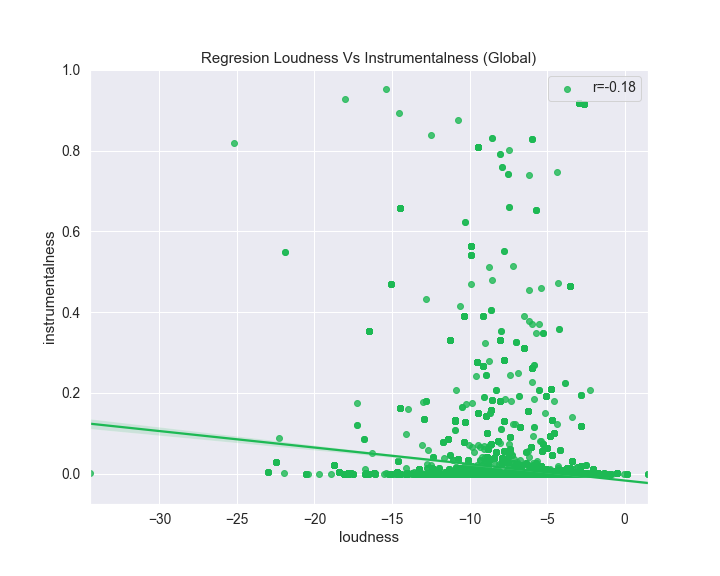 Regresion Loudness Vs Instrumentalness (Global)
r=-0.18
1.0
0.8
0.6
0.4
0.2
0.0
instrumentalness
−30 −25 −20 −15 −10 −5 0
loudness